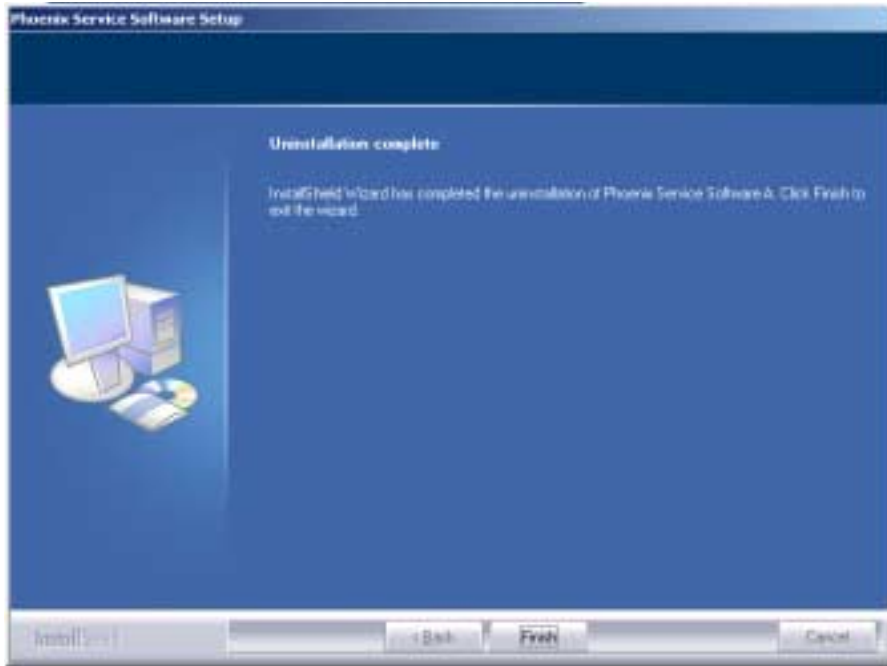 Phoenix Service Software Setup
Uninstallation complete
InstallShield Wizard has completed the uninstallation of Phoenix Service Software A. Click Finish to
exit the wizard.
InstallShield
< Back
Finish
Cancel